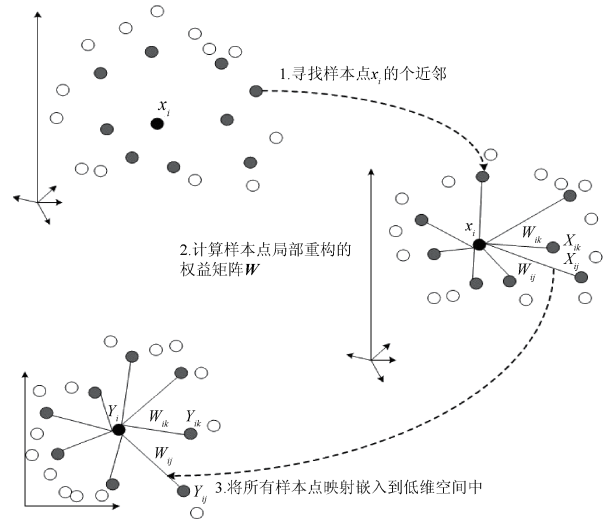 1.寻找样本点xi的个近邻
xi
xi
Wik
Xik
Xij
Wij
2.计算样本点局部重构的
权益矩阵W
Yi
Wik
Yik
Wij
Yij
3.将所有样本点映射嵌入到低维空间中